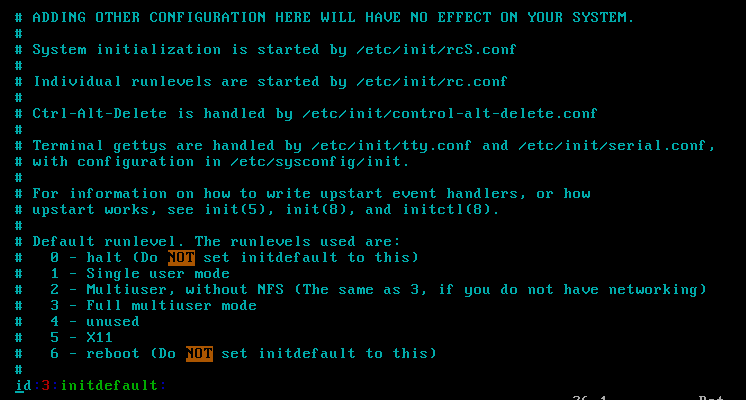 # ADDING OTHER CONFIGURATION HERE WILL HAVE NO EFFECT ON YOUR SYSTEM.
#
# System initialization is started by /etc/init/rcS.conf
#
# Individual runlevels are started by /etc/init/rc.conf
#
# Ctrl-Alt-Delete is handled by /etc/init/control-alt-delete.conf
#
# Terminal gettys are handled by /etc/init/tty.conf and /etc/init/serial.conf,
# with configuration in /etc/sysconfig/init.
#
# For information on how to write upstart event handlers, or how
# upstart works, see init(5), init(8), and initctl(8).
#
# Default runlevel. The runlevels used are:
#   0 - halt (Do NOT set initdefault to this)
#   1 - Single user mode
#   2 - Multiuser, without NFS (The same as 3, if you do not have networking)
#   3 - Full multiuser mode
#   4 - unused
#   5 - X11
#   6 - reboot (Do NOT set initdefault to this)
#
id:3:initdefault: